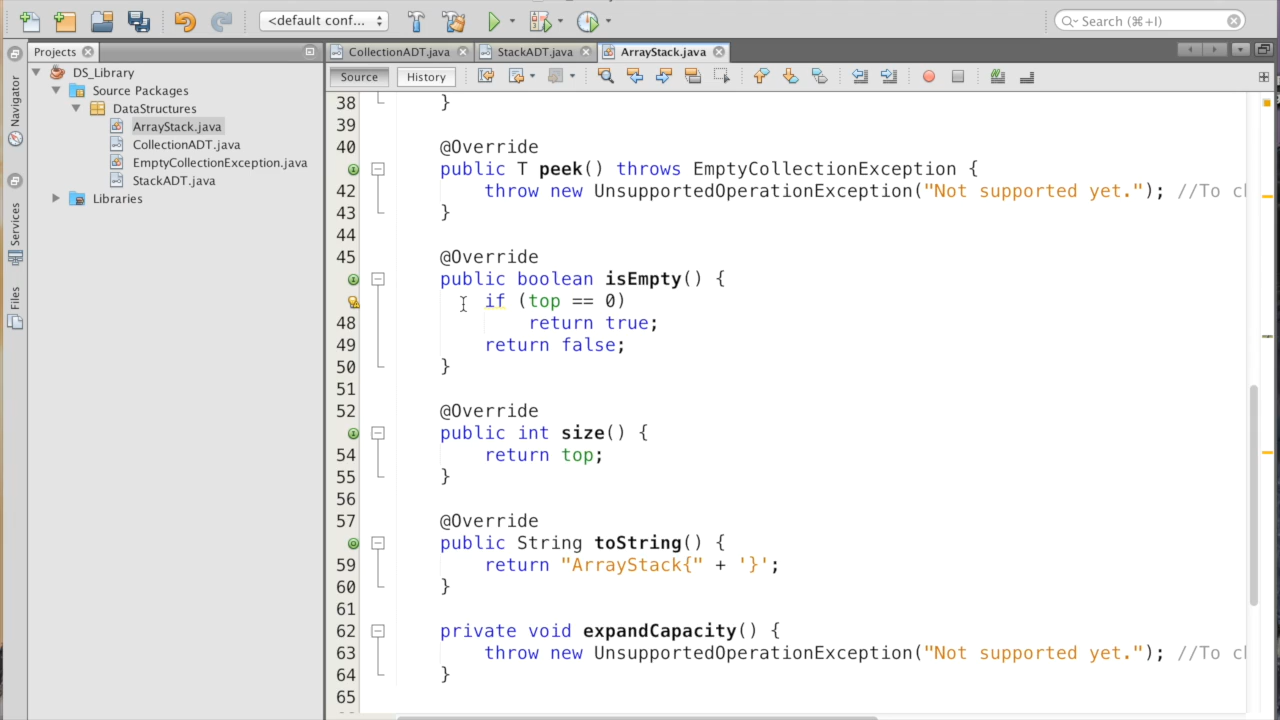 <default conf...
Search (⌘+I)
Projects
CollectionADT.java
StackADT.java
ArrayStack.java
DS_Library
Source Packages
DataStructures
ArrayStack.java
CollectionADT.java
EmptyCollectionException.java
StackADT.java
Libraries
Navigator
Services
Files
Source
History
38 }
39
40 @Override
public T peek() throws EmptyCollectionException {
42 throw new UnsupportedOperationException("Not supported yet."); //To c
43 }
44
45 @Override
public boolean isEmpty() {
if (top == 0)
48 return true;
49 return false;
50 }
51
52 @Override
public int size() {
54 return top;
55 }
56
57 @Override
public String toString() {
59 return "ArrayStack{" + '}';
60 }
61
62 private void expandCapacity() {
63 throw new UnsupportedOperationException("Not supported yet."); //To c
64 }
65